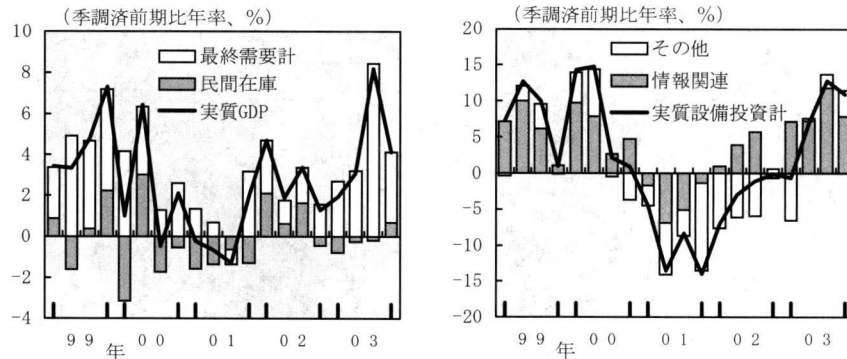 （季調済前期比年率、%）
10
8
6
4
2
0
-2
-4
最終需要計
民間在庫
実質GDP
99 00 01 02 03
年
（季調済前期比年率、%）
20
15
10
5
0
-5
-10
-15
-20
その他
情報関連
実質設備投資計
99 00 01 02 03
年